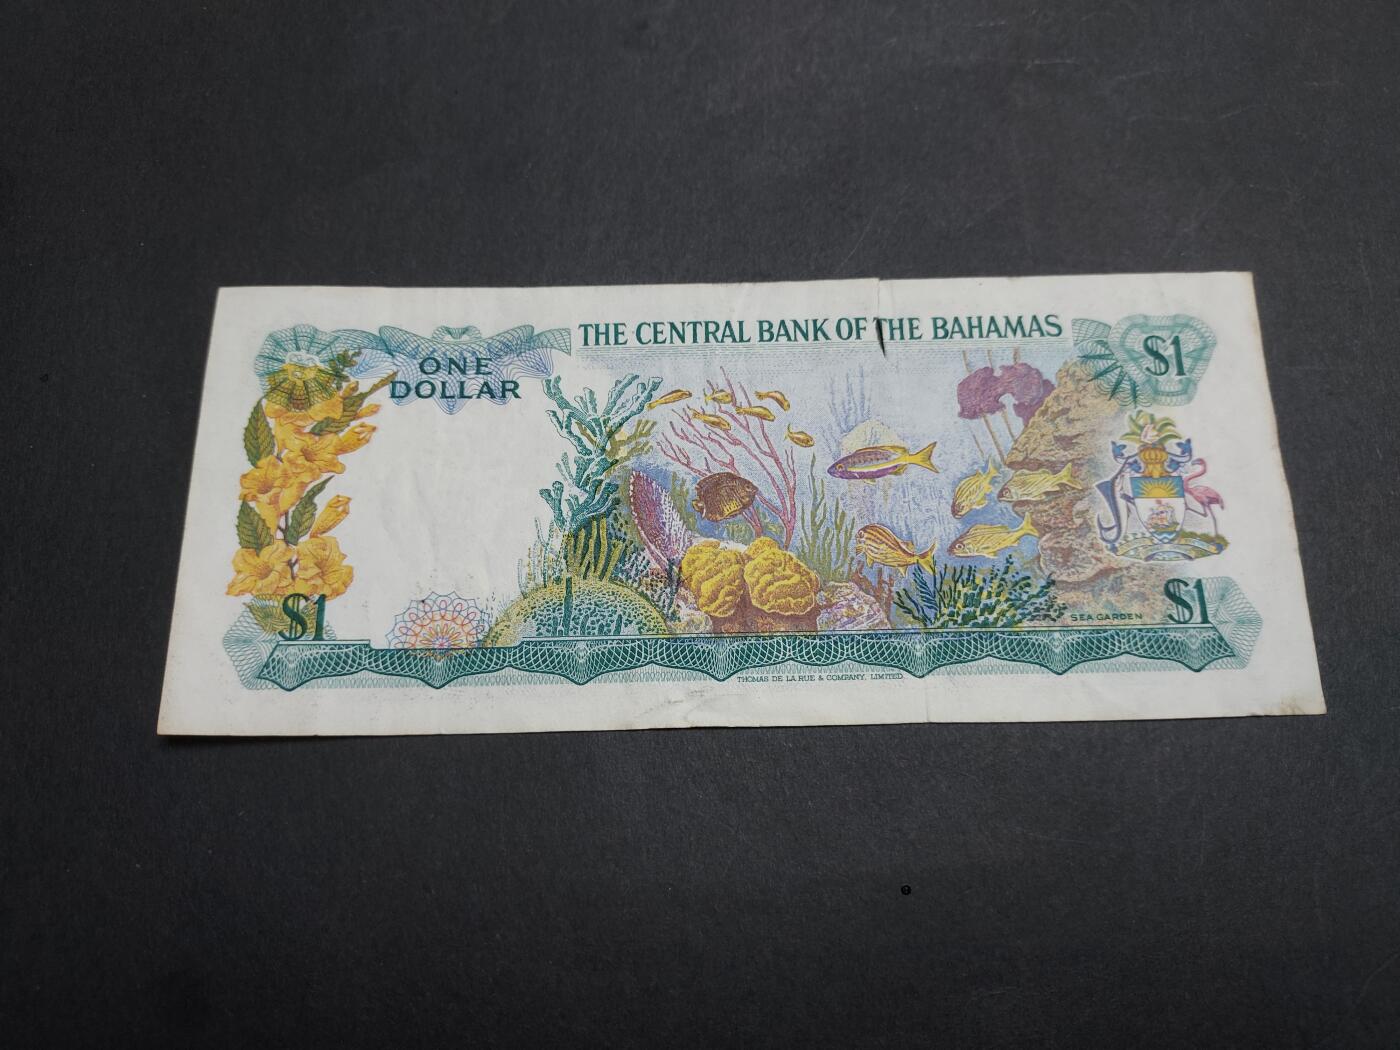 THE CENTRAL BANK OF THE BAHAMAS
$1
ONE
DOLLAR
SEA GARDEN
$1
$1
THOMAS DE LA RUE & COMPANY, LIMITED.